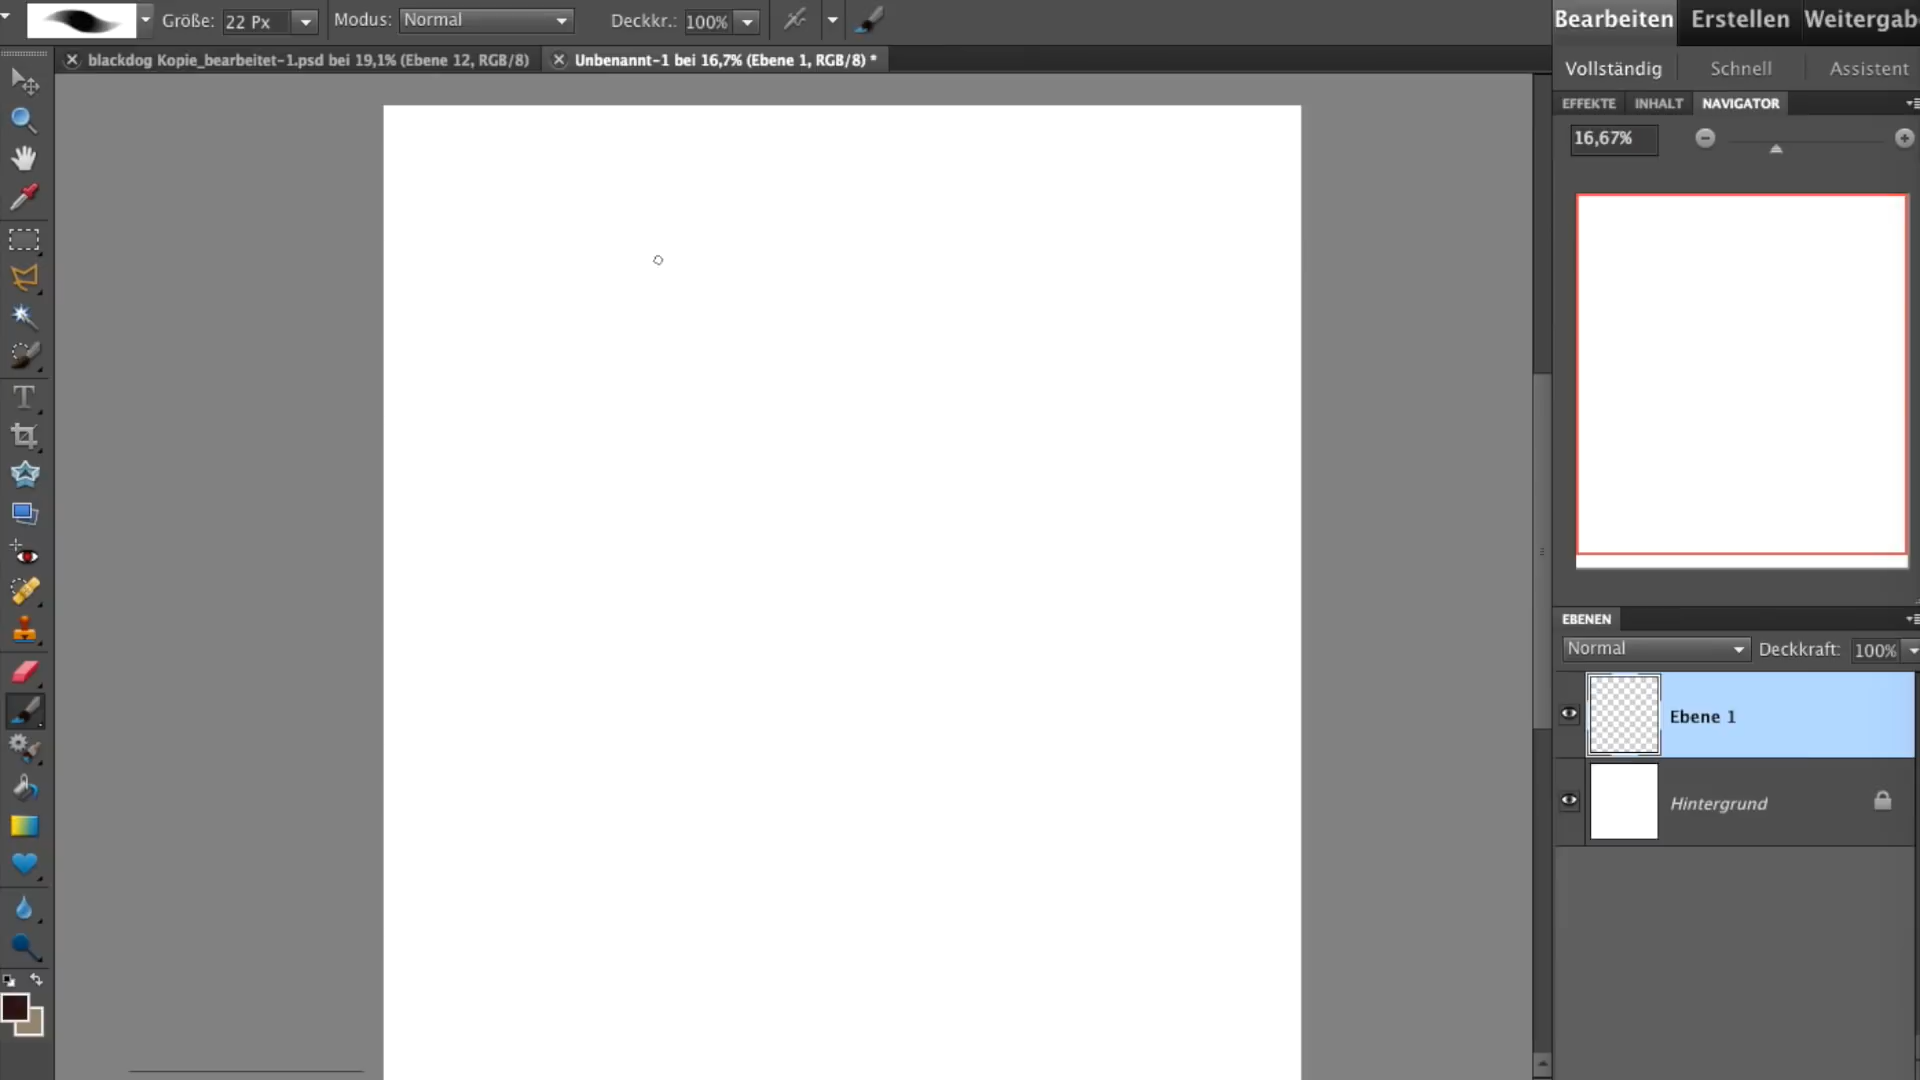 Größe: 22 Px Modus: Normal Deckkr.: 100%
Bearbeiten Erstellen Weitergab
blackdog Kopie_bearbeitet-1.psd bei 19,1% (Ebene 12, RGB/8)
Unbenannt-1 bei 16,7% (Ebene 1, RGB/8) *
Vollständig Schnell Assistent
EFFEKTE INHALT NAVIGATOR
16,67%
T
EBENEN
Normal Deckkraft: 100%
Ebene 1
Hintergrund